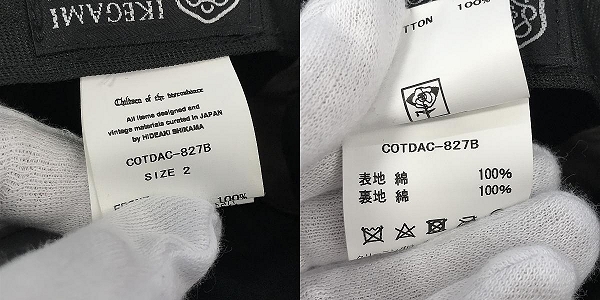 IKEGAMI
Children of the discordance
All items designed and
vintage materials curated in JAPAN
by HIDEAKI SHIKAMA
COTDAC-827B
SIZE 2
100%
TTON 100%
COTDAC-827B
表地 綿 100%
裏地 綿 100%